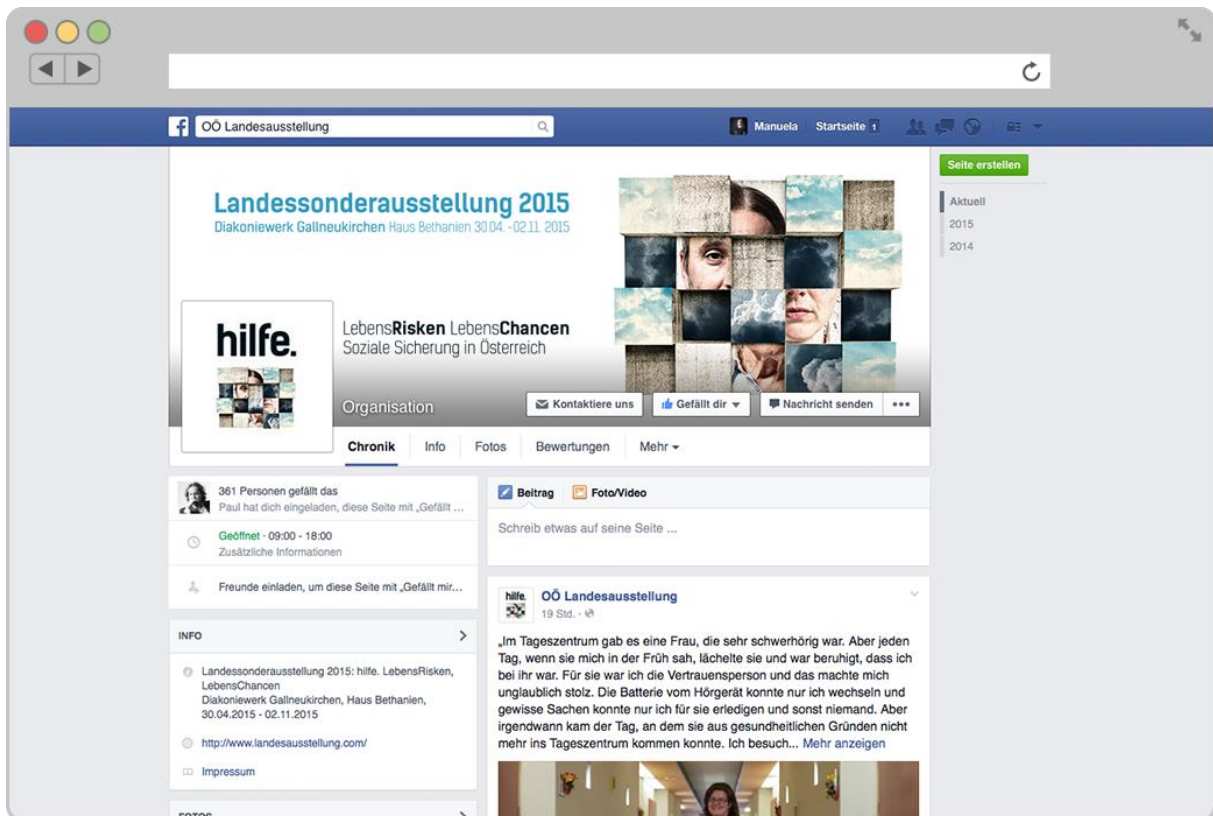 OÖ Landesausstellung
Manuela Startseite 1
Seite erstellen
Aktuell
2015
2014
Landessonderausstellung 2015
Diakoniewerk Gallneukirchen Haus Bethanien 30.04.-02.11. 2015
hilfe.
LebensRisken LebensChancen
Soziale Sicherung in Österreich
Organisation
Kontaktiere uns
Gefällt dir
Nachricht senden
Chronik Info Fotos Bewertungen Mehr
361 Personen gefällt das
Paul hat dich eingeladen, diese Seite mit „Gefällt ...
Geöffnet · 09:00 - 18:00
Zusätzliche Informationen
Freunde einladen, um diese Seite mit „Gefällt mir...
INFO
Landessonderausstellung 2015: hilfe. LebensRisken,
LebensChancen
Diakoniewerk Gallneukirchen, Haus Bethanien,
30.04.2015 - 02.11.2015
http://www.landesausstellung.com/
Impressum
FOTOS
Beitrag Foto/Video
Schreib etwas auf seine Seite ...
hilfe.
OÖ Landesausstellung
19 Std. ·
„Im Tageszentrum gab es eine Frau, die sehr schwerhörig war. Aber jeden
Tag, wenn sie mich in der Früh sah, lächelte sie und war beruhigt, dass ich
bei ihr war. Für sie war ich die Vertrauensperson und das machte mich
unglaublich stolz. Die Batterie vom Hörgerät konnte nur ich wechseln und
gewisse Sachen konnte nur ich für sie erledigen und sonst niemand. Aber
irgendwann kam der Tag, an dem sie aus gesundheitlichen Gründen nicht
mehr ins Tageszentrum kommen konnte. Ich besuch... Mehr anzeigen